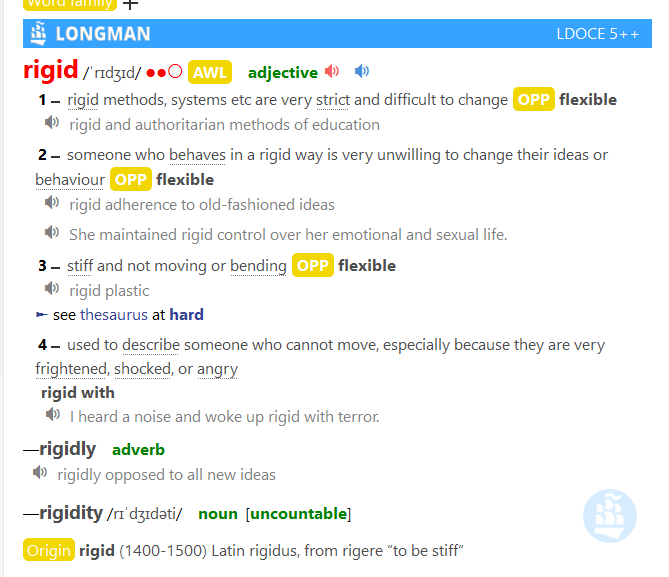 Word family +
LONGMAN LDOCE 5++
rigid /ˈrɪdʒɪd/ ●●○ AWL adjective
1 – rigid methods, systems etc are very strict and difficult to change OPP flexible
rigid and authoritarian methods of education
2 – someone who behaves in a rigid way is very unwilling to change their ideas or
behaviour OPP flexible
rigid adherence to old-fashioned ideas
She maintained rigid control over her emotional and sexual life.
3 – stiff and not moving or bending OPP flexible
rigid plastic
► see thesaurus at hard
4 – used to describe someone who cannot move, especially because they are very
frightened, shocked, or angry
rigid with
I heard a noise and woke up rigid with terror.
—rigidly adverb
rigidly opposed to all new ideas
—rigidity /rɪˈdʒɪdəti/ noun [uncountable]
Origin rigid (1400-1500) Latin rigidus, from rigere “to be stiff”